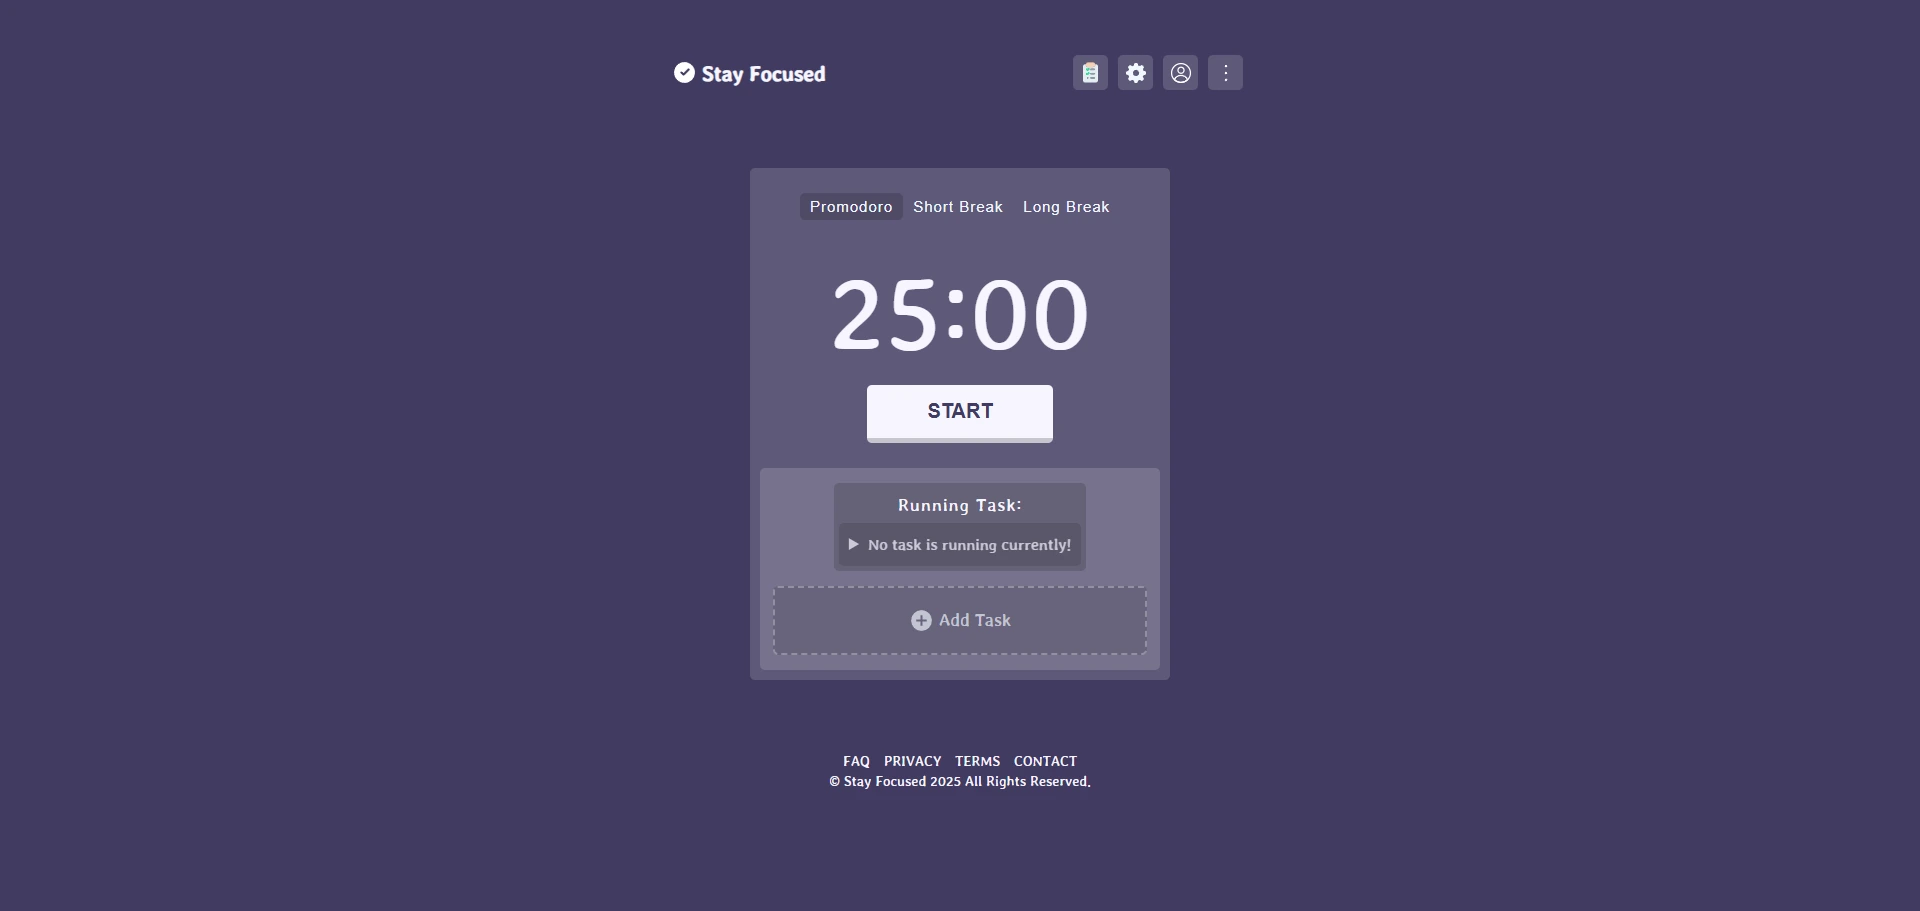 Stay Focused
Promodoro Short Break Long Break
25:00
START
Running Task:
No task is running currently!
Add Task
FAQ PRIVACY TERMS CONTACT
© Stay Focused 2025 All Rights Reserved.